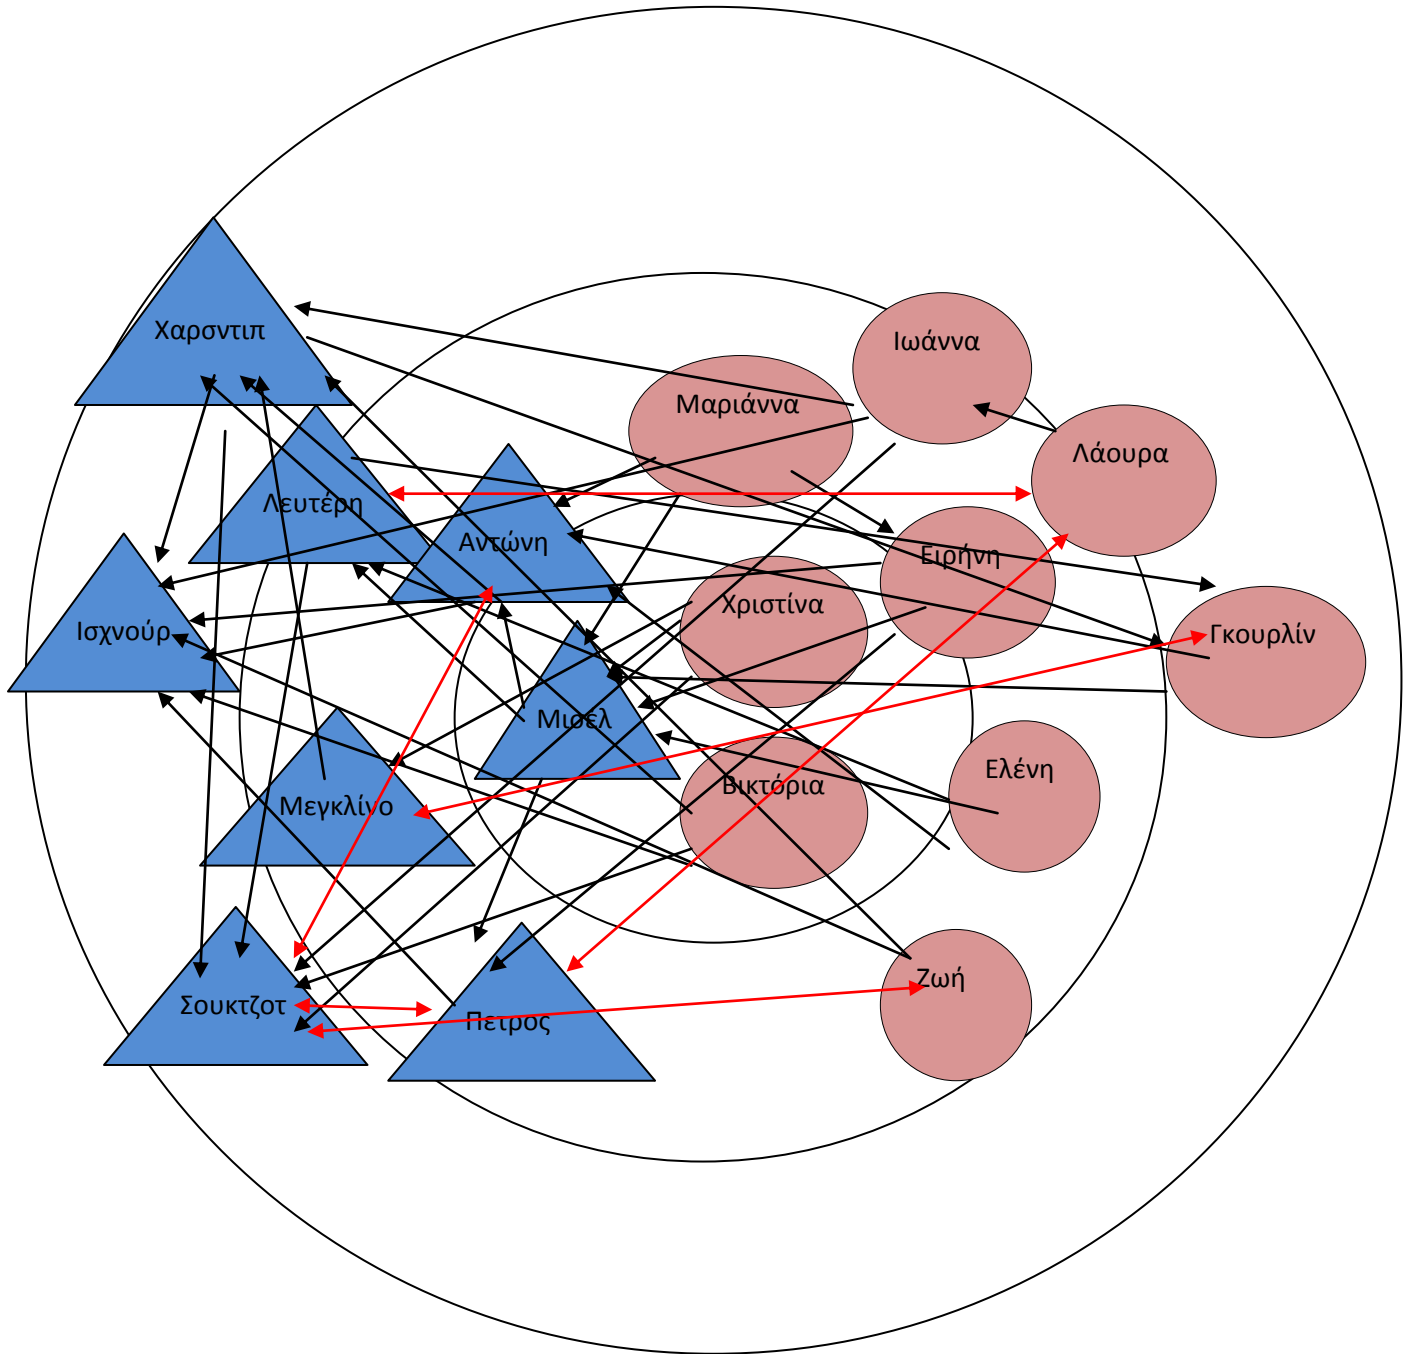 Χαρσντιπ
Ιωάννα
Μαριάννα
Λάουρα
Λευτέρη
Αντώνη
Ειρήνη
Χριστίνα
Ισχνούρ
Γκουρλίν
Μισέλ
Ελένη
Βικτόρια
Μεγκλίνο
Ζωή
Σουκτζοτ
Πετρος